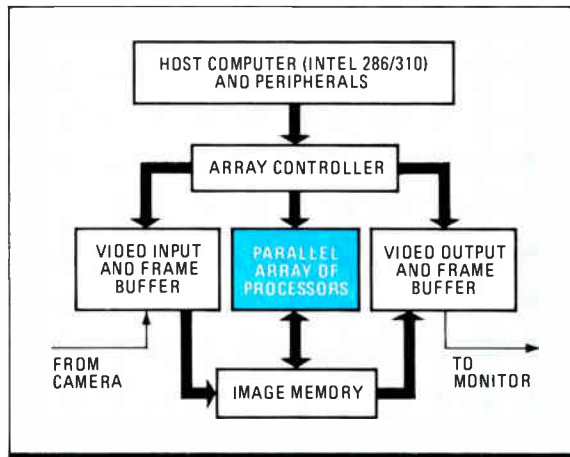 HOST COMPUTER (INTEL 286/310)
AND PERIPHERALS
ARRAY CONTROLLER
VIDEO INPUT
AND FRAME
BUFFER
PARALLEL
ARRAY OF
PROCESSORS
VIDEO OUTPUT
AND FRAME
BUFFER
FROM
CAMERA
IMAGE MEMORY
TO
MONITOR